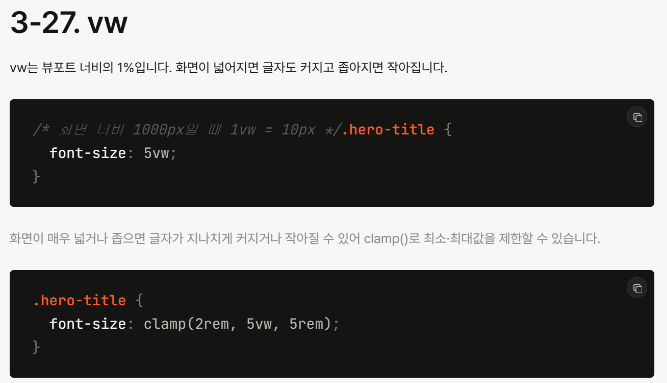 3-27. vw
vw는 뷰포트 너비의 1%입니다. 화면이 넓어지면 글자도 커지고 좁아지면 작아집니다.
/* 화면 너비 1000px일 때 1vw = 10px */.hero-title {
font-size: 5vw;
}
화면이 매우 넓거나 좁으면 글자가 지나치게 커지거나 작아질 수 있어 clamp()로 최소·최대값을 제한할 수 있습니다.
.hero-title {
font-size: clamp(2rem, 5vw, 5rem);
}